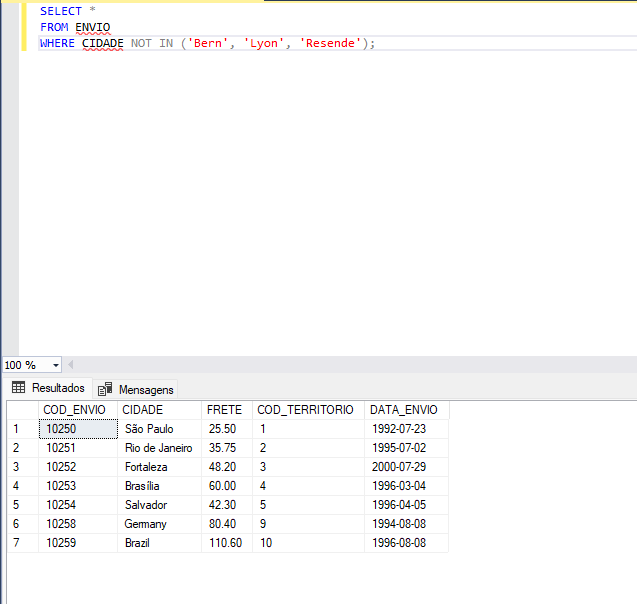 SELECT *
FROM ENVIO
WHERE CIDADE NOT IN ('Bern', 'Lyon', 'Resende');
100 %
Resultados Mensagens
COD_ENVIO CIDADE FRETE COD_TERRITORIO DATA_ENVIO
1 10250 São Paulo 25.50 1 1992-07-23
2 10251 Rio de Janeiro 35.75 2 1995-07-02
3 10252 Fortaleza 48.20 3 2000-07-29
4 10253 Brasília 60.00 4 1996-03-04
5 10254 Salvador 42.30 5 1996-04-05
6 10258 Germany 80.40 9 1994-08-08
7 10259 Brazil 110.60 10 1996-08-08